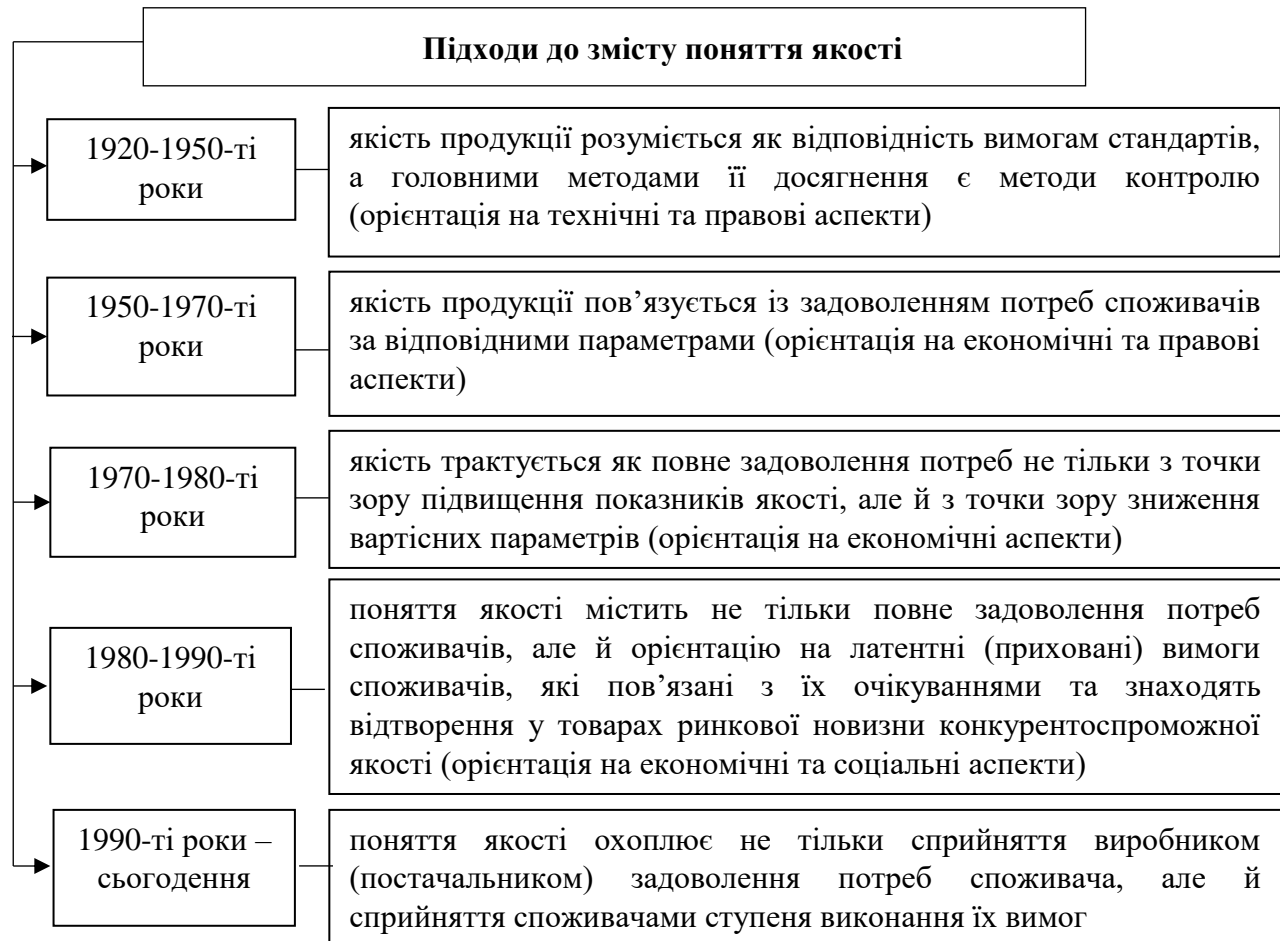 Підходи до змісту поняття якості
1920-1950-ті
роки
якість продукції розуміється як відповідність вимогам стандартів,
а головними методами її досягнення є методи контролю
(орієнтація на технічні та правові аспекти)
1950-1970-ті
роки
якість продукції пов’язується із задоволенням потреб споживачів
за відповідними параметрами (орієнтація на економічні та правові
аспекти)
1970-1980-ті
роки
якість трактується як повне задоволення потреб не тільки з точки
зору підвищення показників якості, але й з точки зору зниження
вартісних параметрів (орієнтація на економічні аспекти)
1980-1990-ті
роки
поняття якості містить не тільки повне задоволення потреб
споживачів, але й орієнтацію на латентні (приховані) вимоги
споживачів, які пов’язані з їх очікуваннями та знаходять
відтворення у товарах ринкової новизни конкурентоспроможної
якості (орієнтація на економічні та соціальні аспекти)
1990-ті роки –
сьогодення
поняття якості охоплює не тільки сприйняття виробником
(постачальником) задоволення потреб споживача, але й
сприйняття споживачами ступеня виконання їх вимог